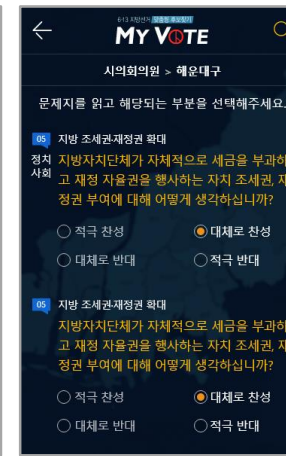 6·13 지방선거 맞춤형 후보찾기
MY VOTE
시의회의원 > 해운대구
문제지를 읽고 해당되는 부분을 선택해주세요.
05 지방 조세권·재정권 확대
정치 사회
지방자치단체가 자체적으로 세금을 부과하
고 재정 자율권을 행사하는 자치 조세권, 재
정권 부여에 대해 어떻게 생각하십니까?
적극 찬성 대체로 찬성
대체로 반대 적극 반대
05 지방 조세권·재정권 확대
지방자치단체가 자체적으로 세금을 부과하
고 재정 자율권을 행사하는 자치 조세권, 재
정권 부여에 대해 어떻게 생각하십니까?
적극 찬성 대체로 찬성
대체로 반대 적극 반대